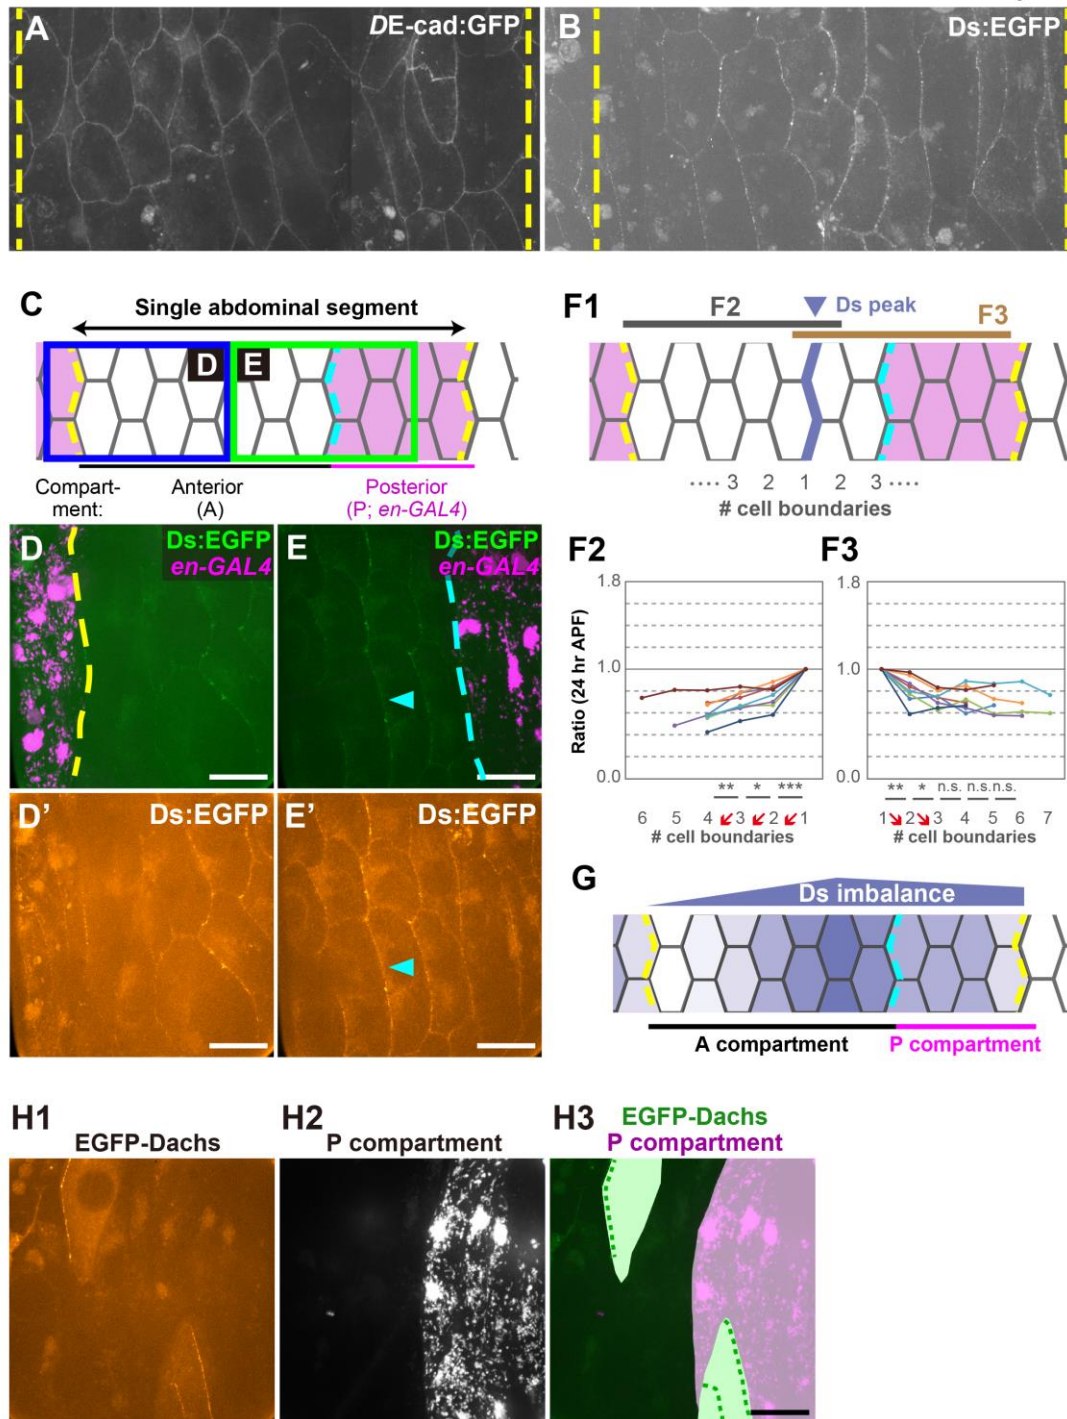 A
DE-cad:GFP
B
Ds:EGFP
C
Single abdominal segment
D
E
Compart-
ment:
Anterior
(A)
Posterior
(P; en-GAL4)
F1
F2
Ds peak
F3
···· 3 2 1 2 3 ····
# cell boundaries
D
Ds:EGFP
en-GAL4
E
Ds:EGFP
en-GAL4
D'
Ds:EGFP
E'
Ds:EGFP
F2
F3
Ratio (24 hr APF)
1.8
1.0
0.0
** * ***
6 5 4 3 2 1
# cell boundaries
1.8
1.0
0.0
** * n.s. n.s. n.s.
1 2 3 4 5 6 7
# cell boundaries
G
Ds imbalance
A compartment
P compartment
H1
EGFP-Dachs
H2
P compartment
H3
EGFP-Dachs
P compartment